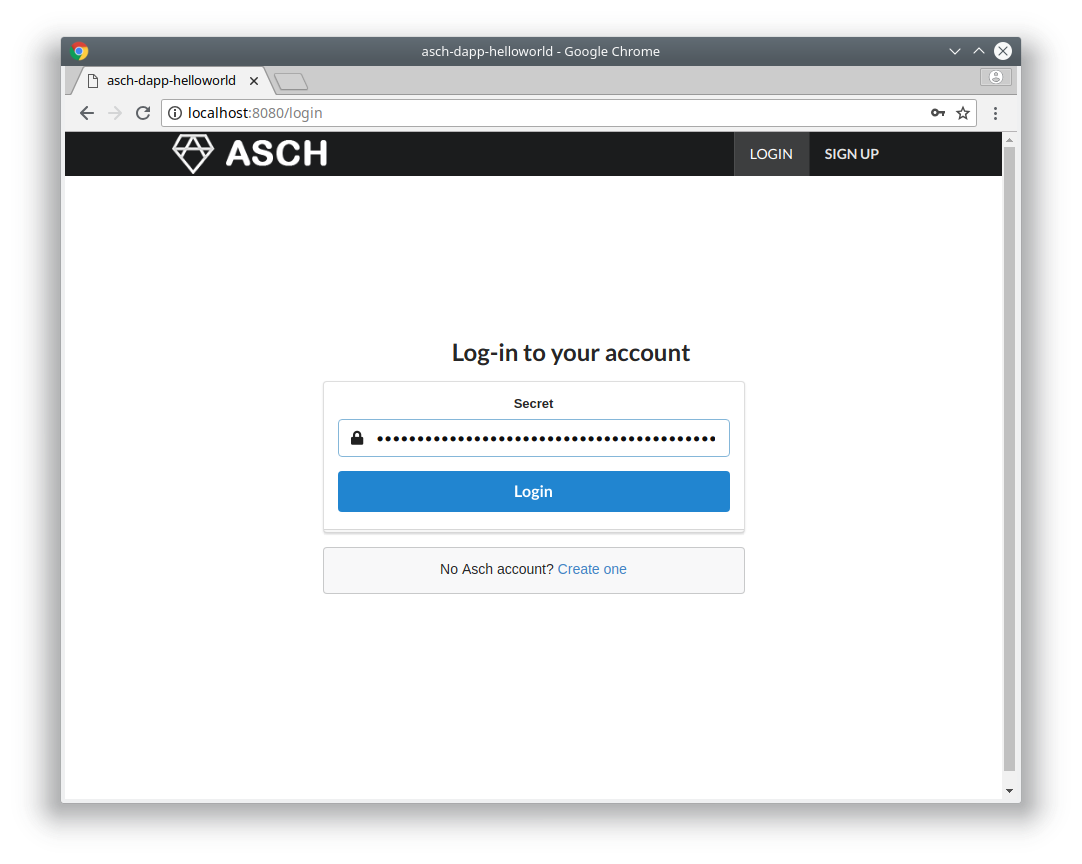 asch-dapp-helloworld - Google Chrome
asch-dapp-helloworld
localhost:8080/login
ASCH LOGIN SIGN UP
Log-in to your account
Secret
••••••••••••••••••••••••••••••••••••••••••
Login
No Asch account? Create one